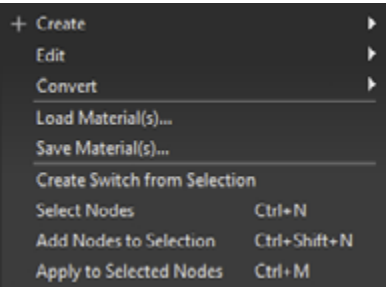 + Create
Edit
Convert
Load Material(s)...
Save Material(s)...
Create Switch from Selection
Select Nodes Ctrl+N
Add Nodes to Selection Ctrl+Shift+N
Apply to Selected Nodes Ctrl+M